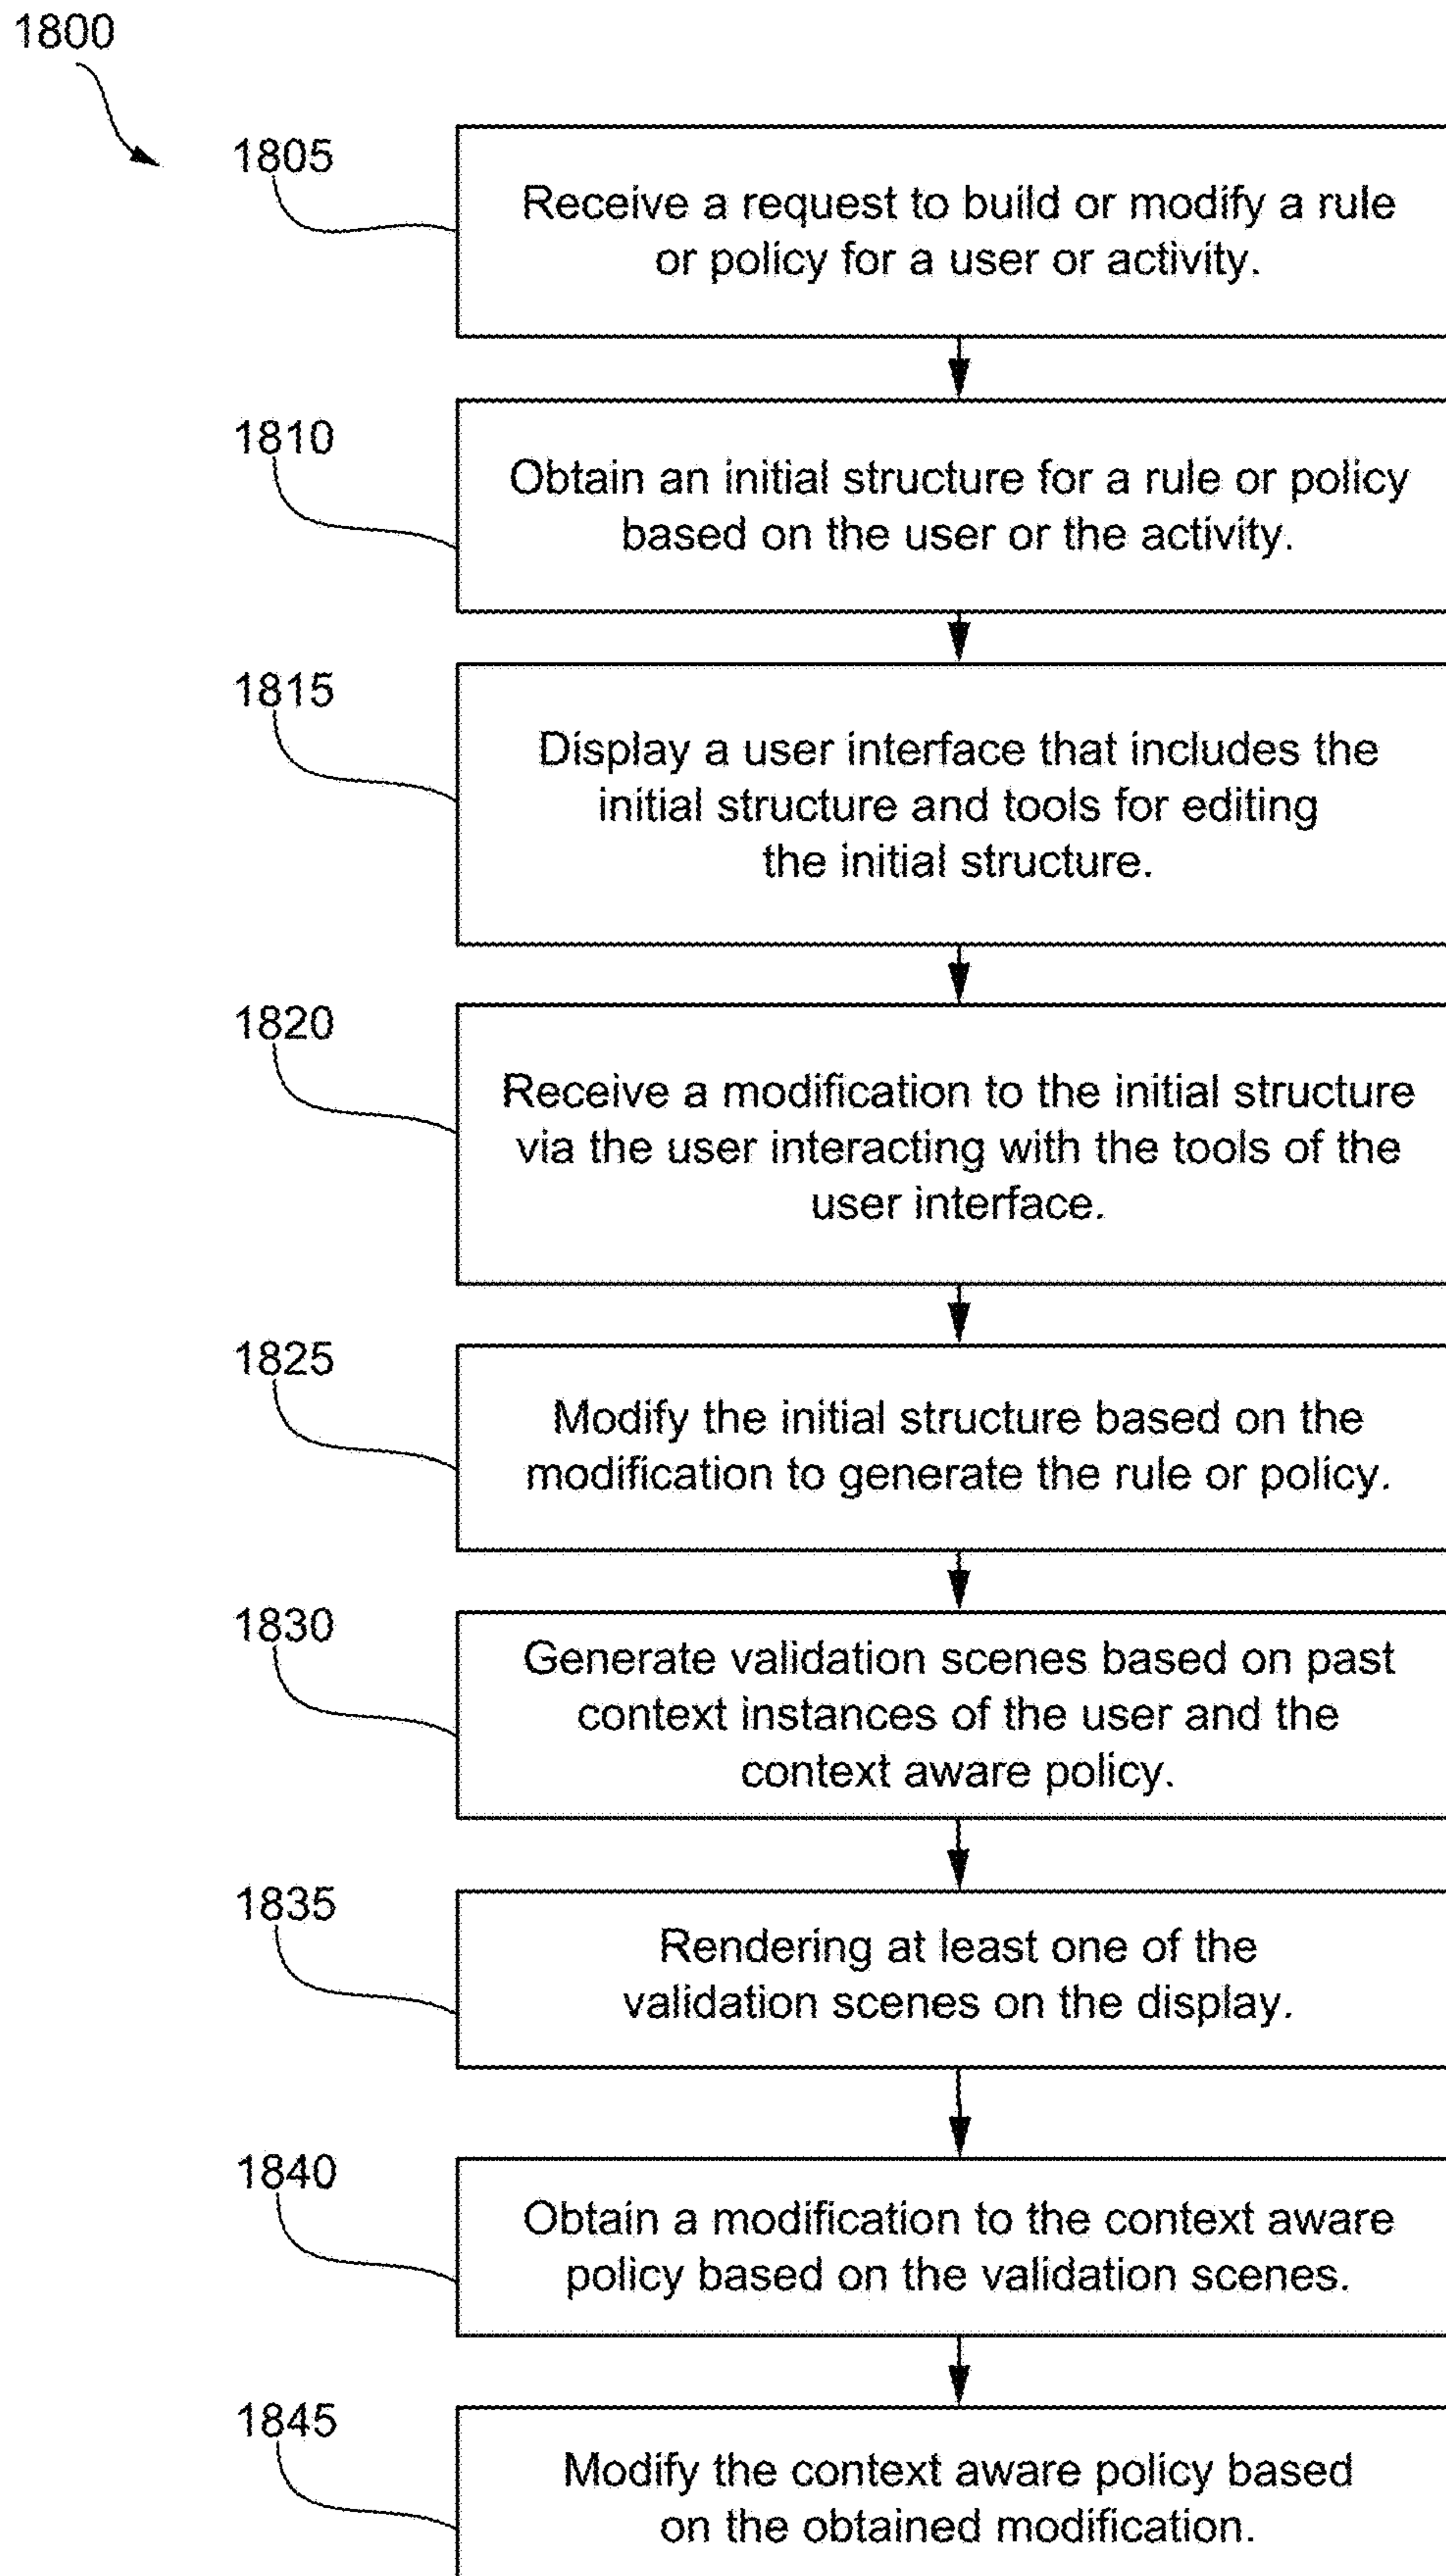 1800
1805
Receive a request to build or modify a rule
or policy for a user or activity.
1810
Obtain an initial structure for a rule or policy
based on the user or the activity.
1815
Display a user interface that includes the
initial structure and tools for editing
the initial structure.
1820
Receive a modification to the initial structure
via the user interacting with the tools of the
user interface.
1825
Modify the initial structure based on the
modification to generate the rule or policy.
1830
Generate validation scenes based on past
context instances of the user and the
context aware policy.
1835
Rendering at least one of the
validation scenes on the display.
1840
Obtain a modification to the context aware
policy based on the validation scenes.
1845
Modify the context aware policy based
on the obtained modification.